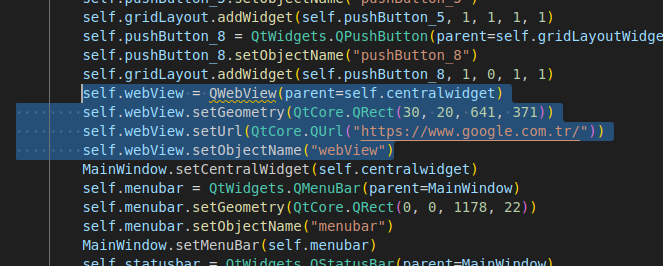 self.pushButton_5.setObjectName("pushButton_5")
self.gridLayout.addWidget(self.pushButton_5, 1, 1, 1, 1)
self.pushButton_8 = QtWidgets.QPushButton(parent=self.gridLayoutWidge
self.pushButton_8.setObjectName("pushButton_8")
self.gridLayout.addWidget(self.pushButton_8, 1, 0, 1, 1)
self.webView = QWebView(parent=self.centralwidget)
self.webView.setGeometry(QtCore.QRect(30, 20, 641, 371))
self.webView.setUrl(QtCore.QUrl("https://www.google.com.tr/"))
self.webView.setObjectName("webView")
MainWindow.setCentralWidget(self.centralwidget)
self.menubar = QtWidgets.QMenuBar(parent=MainWindow)
self.menubar.setGeometry(QtCore.QRect(0, 0, 1178, 22))
self.menubar.setObjectName("menubar")
MainWindow.setMenuBar(self.menubar)
self.statusbar = QtWidgets.QStatusBar(parent=MainWindow)